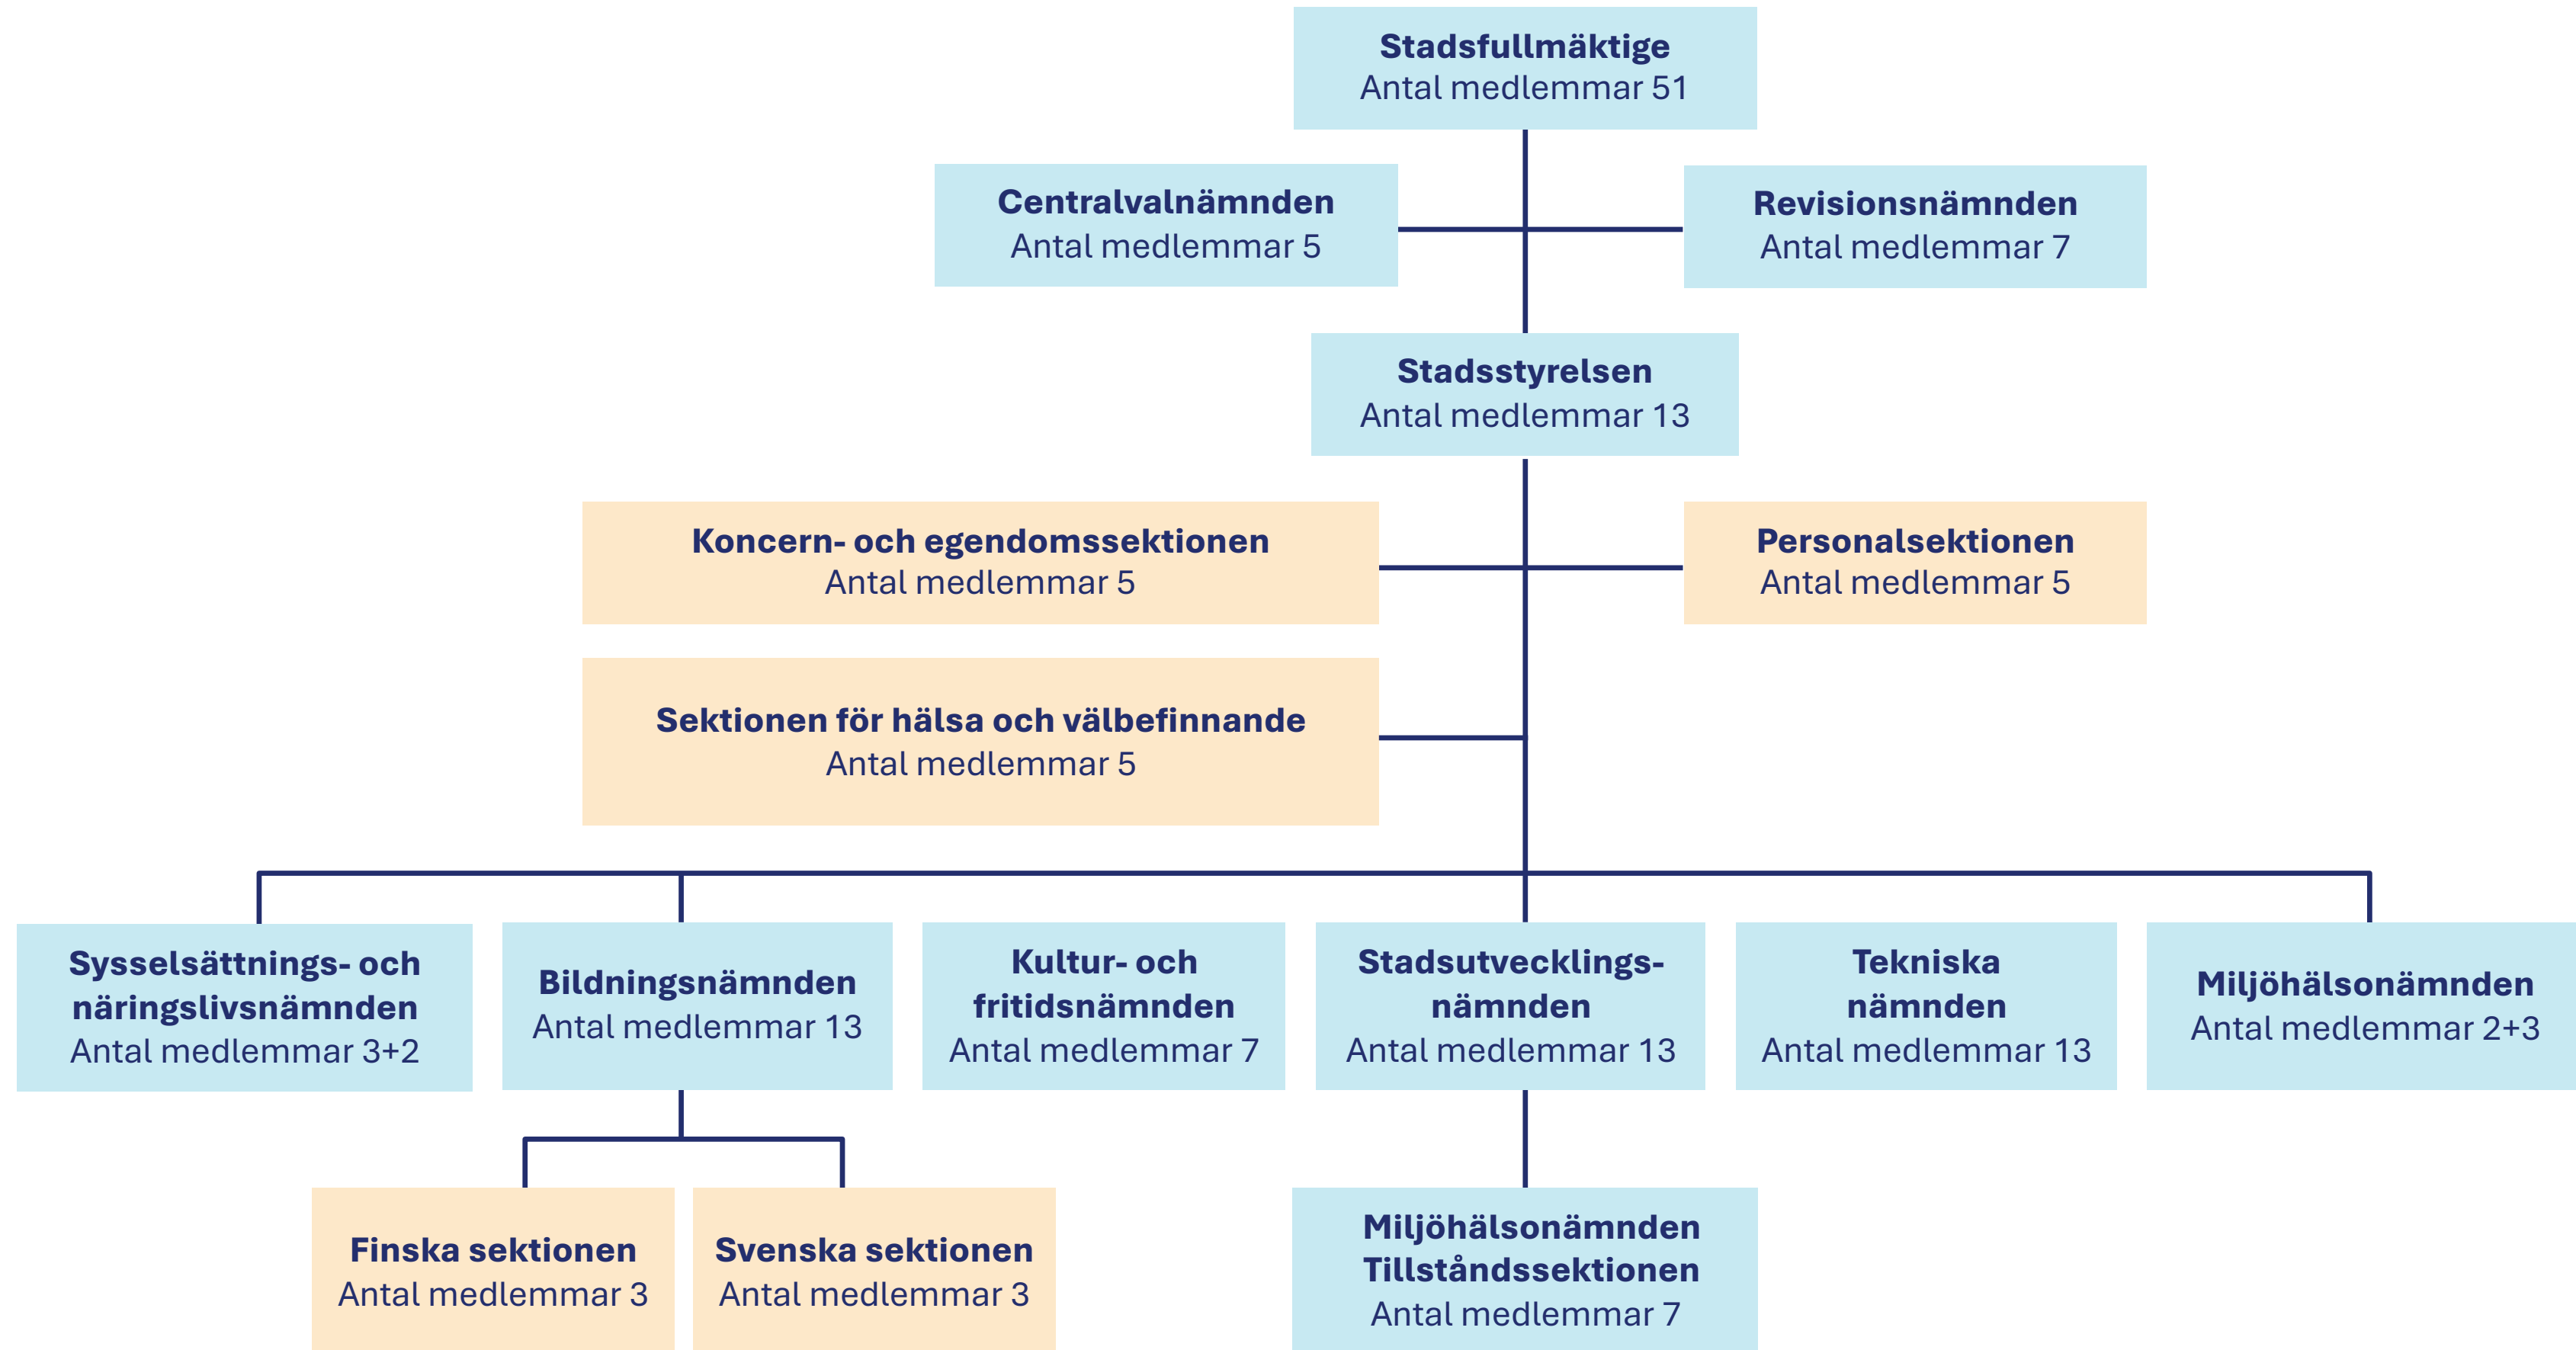 Stadsfullmäktige
Antal medlemmar 51
Centralvalnämnden
Antal medlemmar 5
Revisionsnämnden
Antal medlemmar 7
Stadsstyrelsen
Antal medlemmar 13
Koncern- och egendomssektionen
Antal medlemmar 5
Personalsektionen
Antal medlemmar 5
Sektionen för hälsa och välbefinnande
Antal medlemmar 5
Sysselsättnings- och
näringslivsnämnden
Antal medlemmar 3+2
Bildningsnämnden
Antal medlemmar 13
Kultur- och
fritidsnämnden
Antal medlemmar 7
Stadsutvecklings-
nämnden
Antal medlemmar 13
Tekniska
nämnden
Antal medlemmar 13
Miljöhälsonämnden
Antal medlemmar 2+3
Finska sektionen
Antal medlemmar 3
Svenska sektionen
Antal medlemmar 3
Miljöhälsonämnden
Tillståndssektionen
Antal medlemmar 7